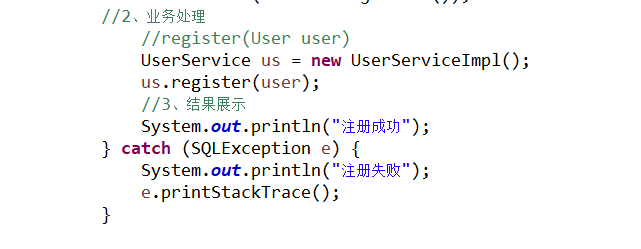 //2、业务处理
//register(User user)
UserService us = new UserServiceImpl();
us.register(user);
//3、结果展示
System.out.println("注册成功");
} catch (SQLException e) {
System.out.println("注册失败");
e.printStackTrace();
}